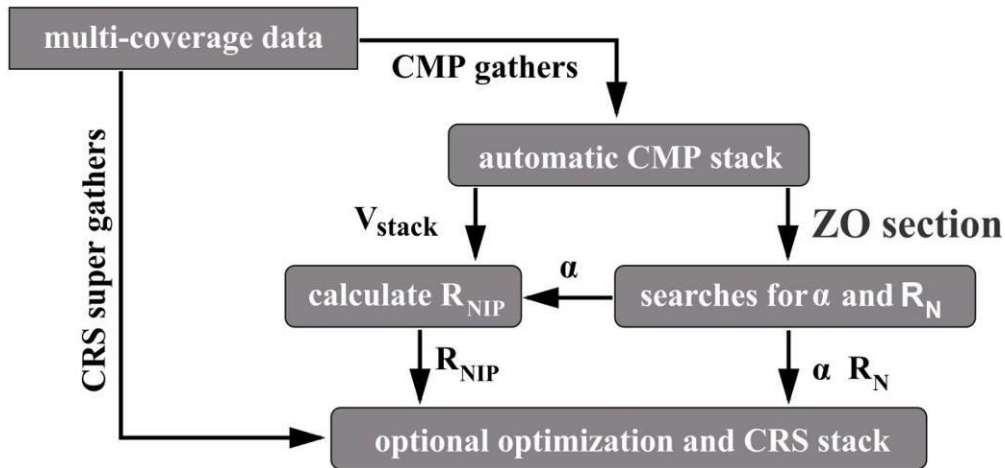 multi-coverage data
CMP gathers
CRS super gathers
automatic CMP stack
Vstack
ZO section
α
calculate RNIP
searches for α and RN
RNIP
α RN
optional optimization and CRS stack